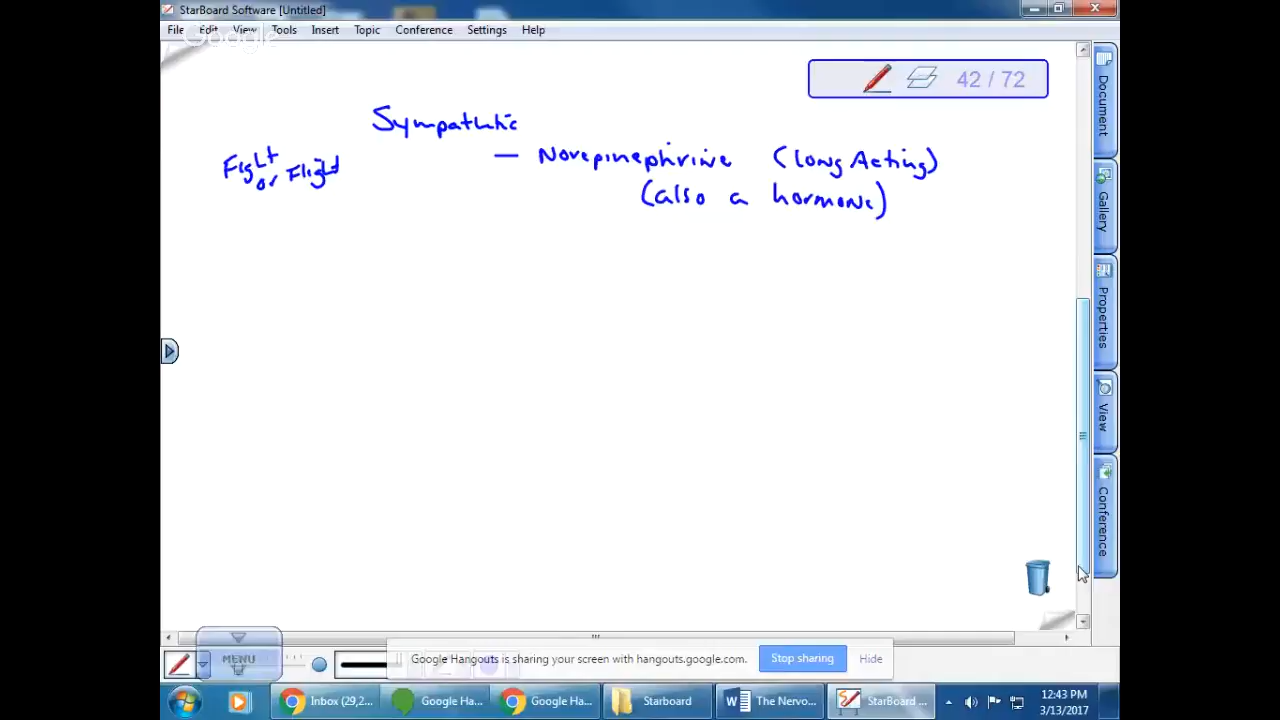 StarBoard Software [Untitled]
File Edit View Tools Insert Topic Conference Settings Help
Google
42 / 72
Sympathetic
Fight or Flight
— Norepinephrine (long Acting)
(also a hormone)
Document
Gallery
Properties
View
Conference
MENU
Google Hangouts is sharing your screen with hangouts.google.com. Stop sharing Hide
Inbox (29,2... Google Ha... Google Ha... Starboard The Nervo... StarBoard ...
12:43 PM
3/13/2017